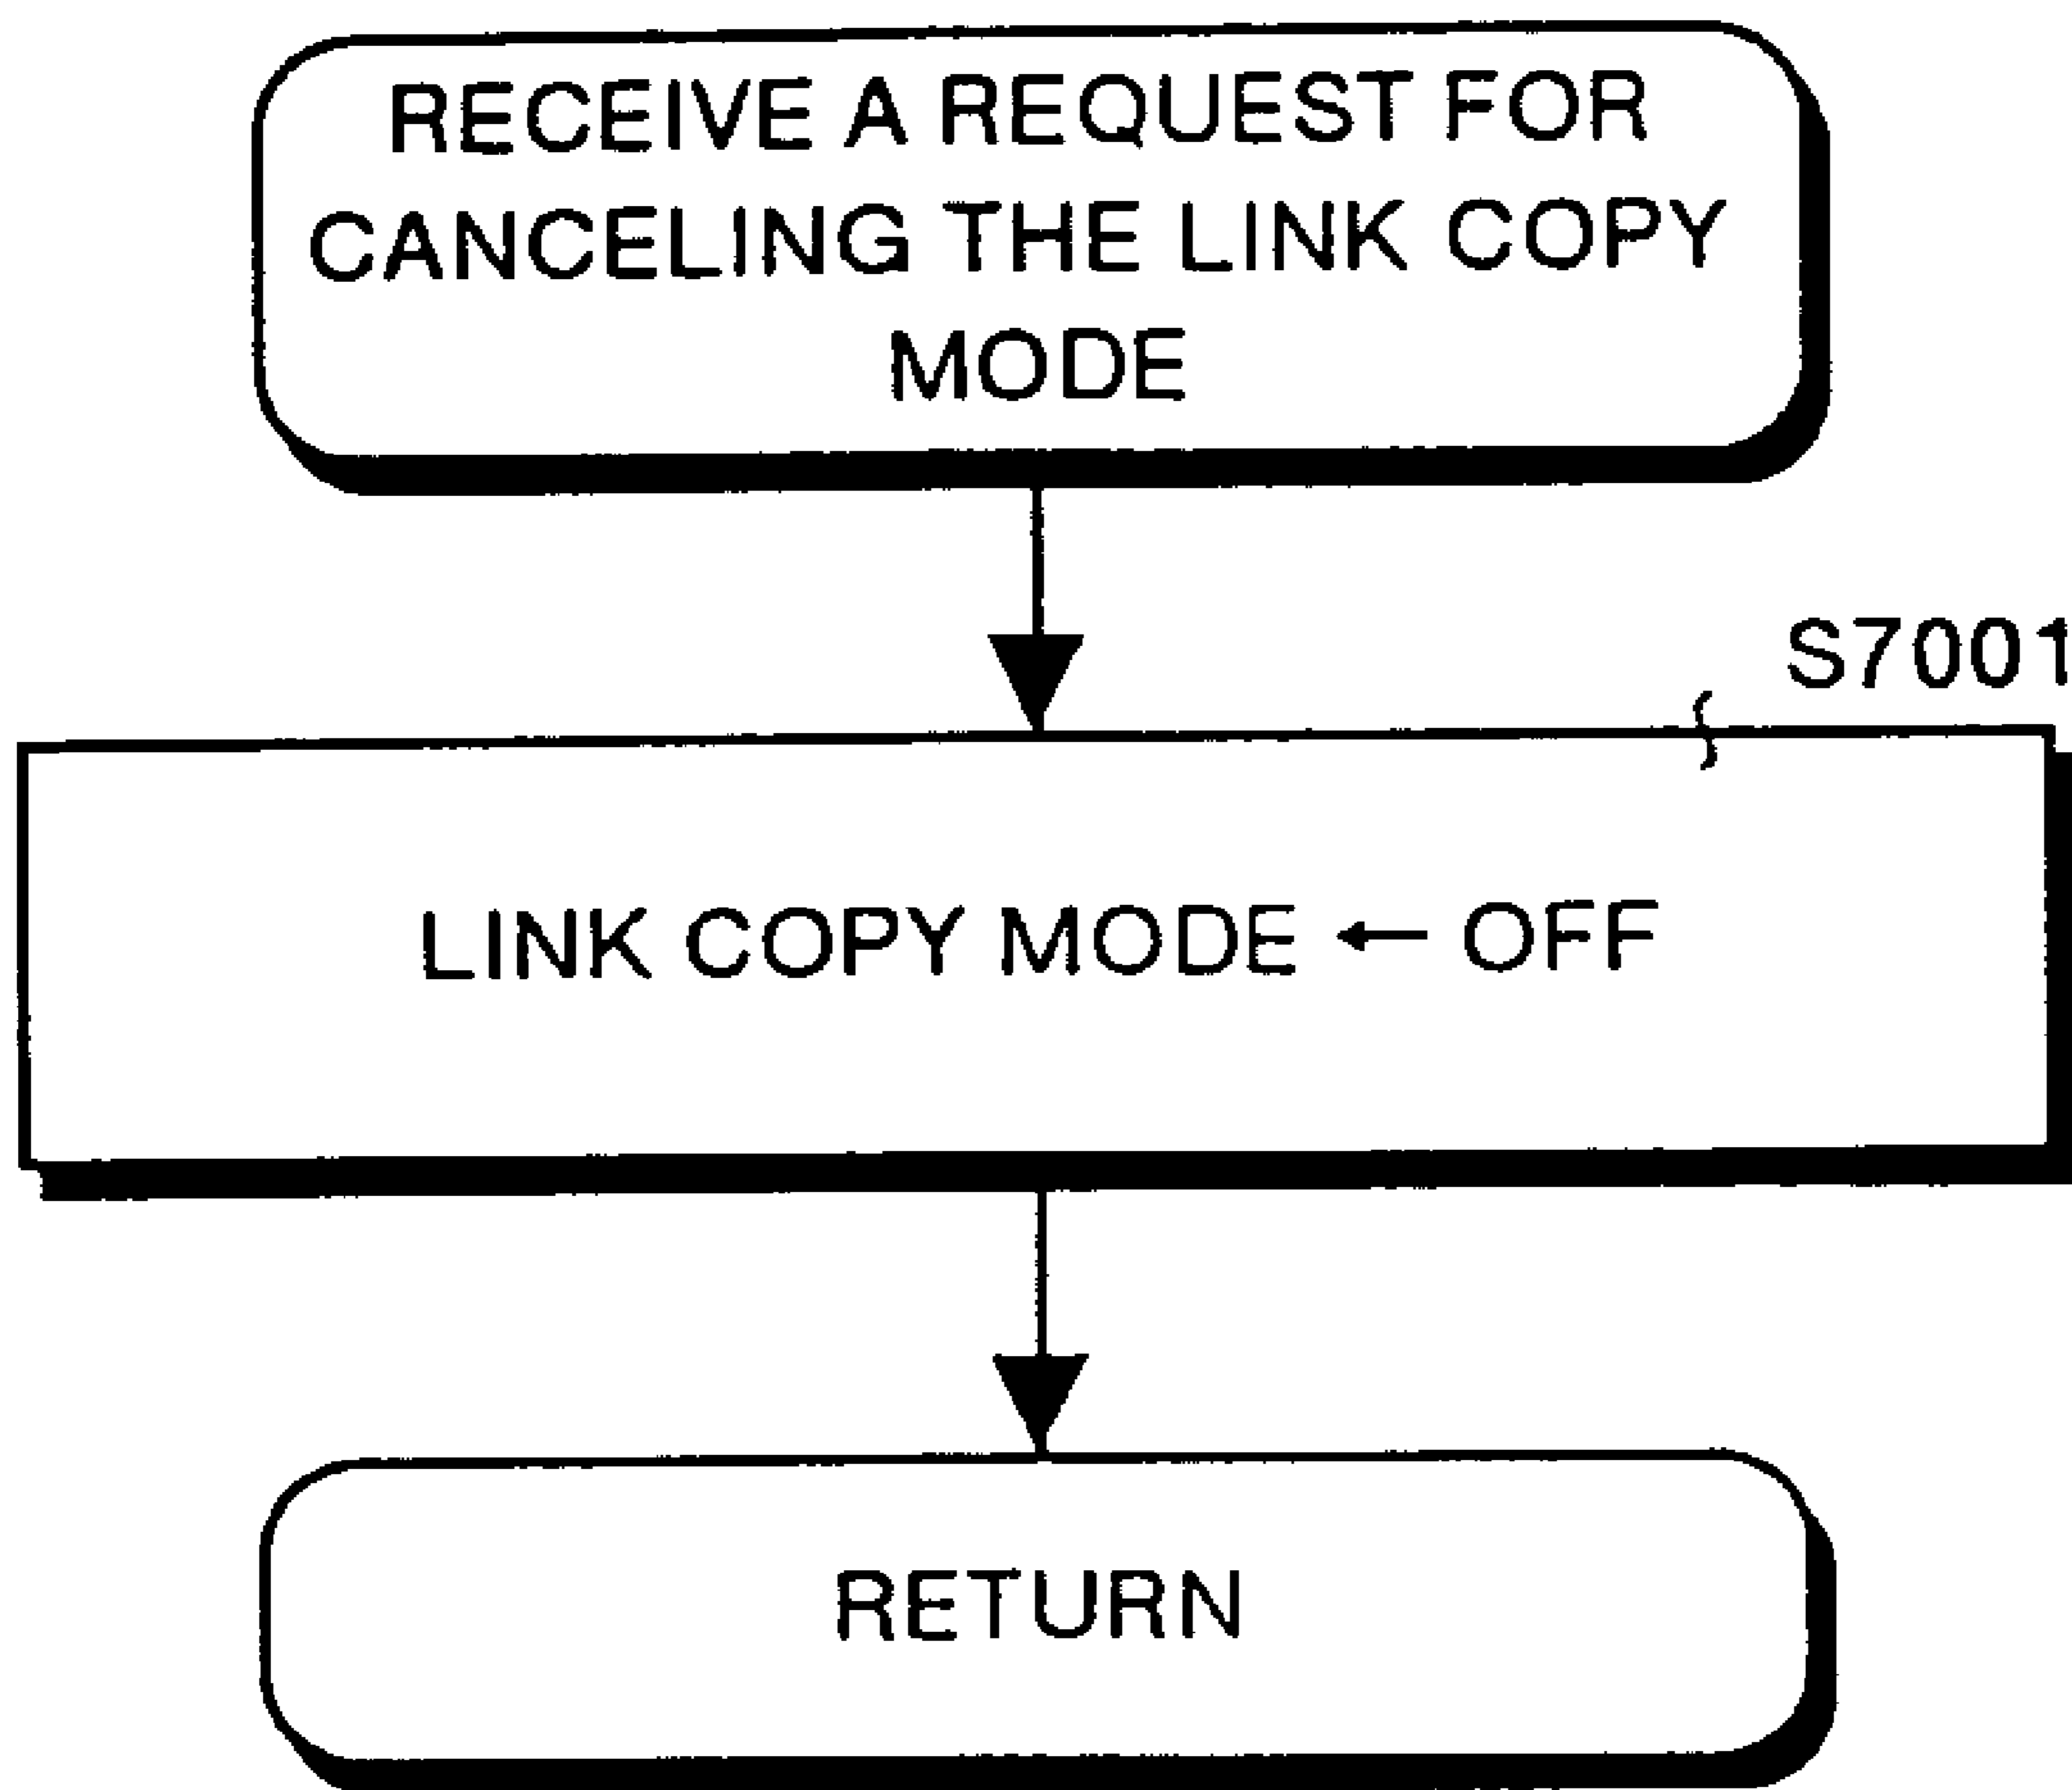 RECEIVE A REQUEST FOR
CANCELING THE LINK COPY
MODE
S7001
LINK COPY MODE ← OFF
RETURN